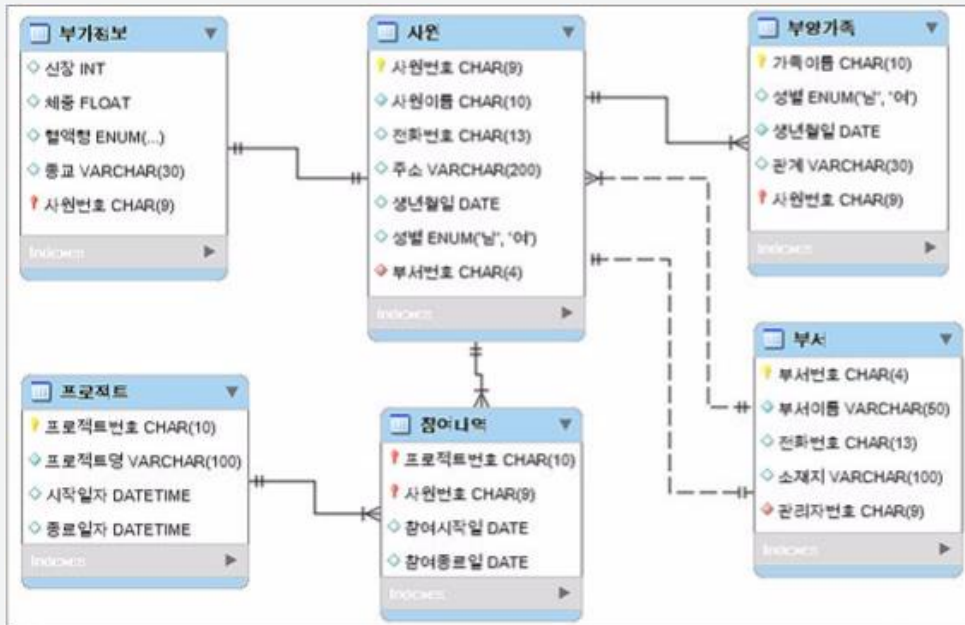 부가정보
신장 INT
체중 FLOAT
혈액형 ENUM(...)
종교 VARCHAR(30)
사원번호 CHAR(9)
Indexes
사원
사원번호 CHAR(9)
사원이름 CHAR(10)
전화번호 CHAR(13)
주소 VARCHAR(200)
생년월일 DATE
성별 ENUM('남', '여')
부서번호 CHAR(4)
Indexes
부양가족
가족이름 CHAR(10)
성별 ENUM('남', '여')
생년월일 DATE
관계 VARCHAR(30)
사원번호 CHAR(9)
Indexes
프로젝트
프로젝트번호 CHAR(10)
프로젝트명 VARCHAR(100)
시작일자 DATETIME
종료일자 DATETIME
Indexes
참여내역
프로젝트번호 CHAR(10)
사원번호 CHAR(9)
참여시작일 DATE
참여종료일 DATE
Indexes
부서
부서번호 CHAR(4)
부서이름 VARCHAR(50)
전화번호 CHAR(13)
소재지 VARCHAR(100)
관리자번호 CHAR(9)
Indexes